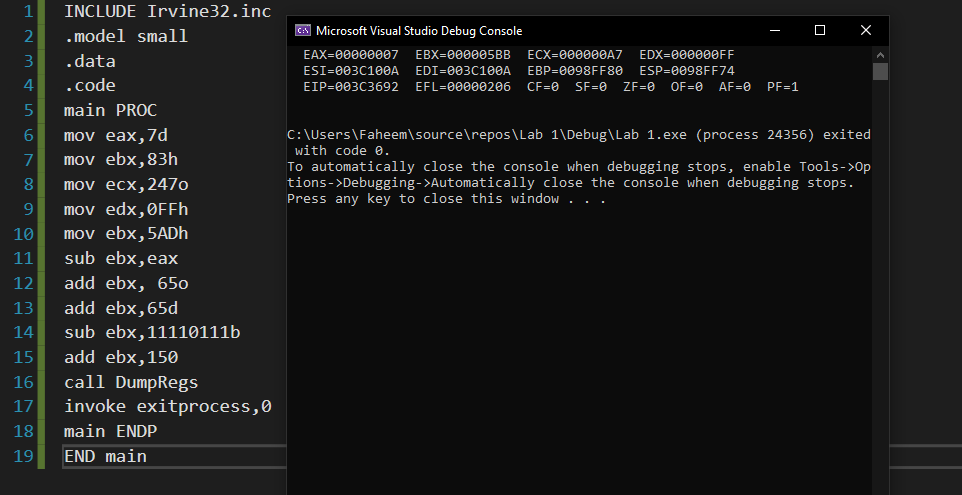 1 INCLUDE Irvine32.inc
2 .model small
3 .data
4 .code
5 main PROC
6 mov eax,7d
7 mov ebx,83h
8 mov ecx,247o
9 mov edx,0FFh
10 mov ebx,5ADh
11 sub ebx,eax
12 add ebx, 65o
13 add ebx,65d
14 sub ebx,11110111b
15 add ebx,150
16 call DumpRegs
17 invoke exitprocess,0
18 main ENDP
19 END main
C:\ Microsoft Visual Studio Debug Console
EAX=00000007 EBX=000005BB ECX=000000A7 EDX=000000FF
ESI=003C100A EDI=003C100A EBP=0098FF80 ESP=0098FF74
EIP=003C3692 EFL=00000206 CF=0 SF=0 ZF=0 OF=0 AF=0 PF=1
C:\Users\Faheem\source\repos\Lab 1\Debug\Lab 1.exe (process 24356) exited
with code 0.
To automatically close the console when debugging stops, enable Tools->Op
tions->Debugging->Automatically close the console when debugging stops.
Press any key to close this window . . .